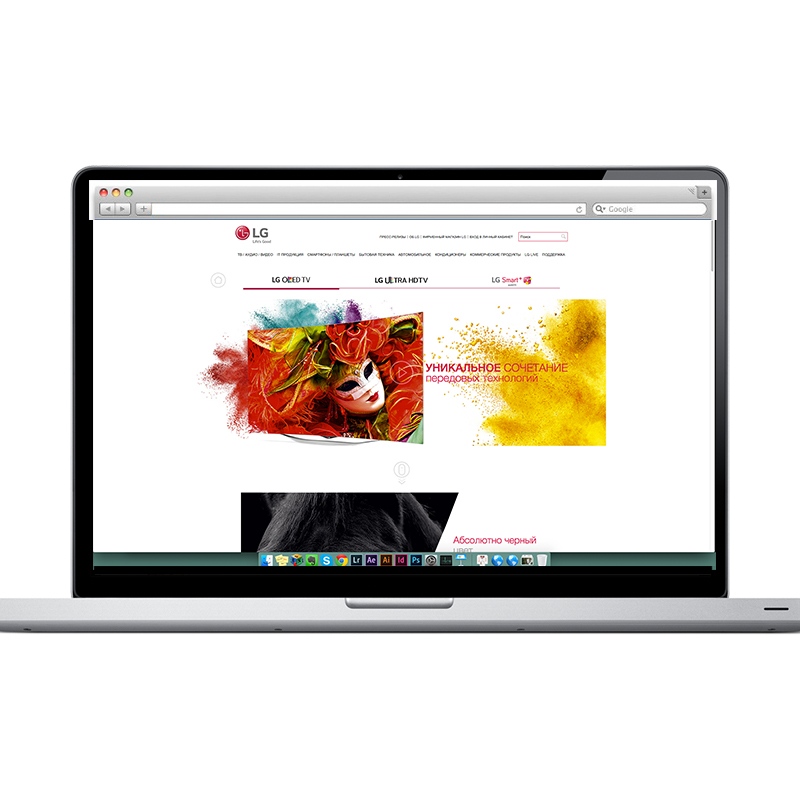 Google
LG
Life's Good
ПРЕСС-РЕЛИЗЫ | ОБ LG | ФИРМЕННЫЙ МАГАЗИН LG | ВХОД В ЛИЧНЫЙ КАБИНЕТ
Поиск
ТВ / АУДИО / ВИДЕО IT ПРОДУКЦИЯ СМАРТФОНЫ / ПЛАНШЕТЫ БЫТОВАЯ ТЕХНИКА АВТОМОБИЛЬНОЕ КОНДИЦИОНЕРЫ КОММЕРЧЕСКИЕ ПРОДУКТЫ LG LIVE ПОДДЕРЖКА
LG OLED TV LG ULTRA HDTV LG Smart+
УНИКАЛЬНОЕ СОЧЕТАНИЕ
передовых технологий
Абсолютно черный
цвет
Lr Ae Ai Id Ps